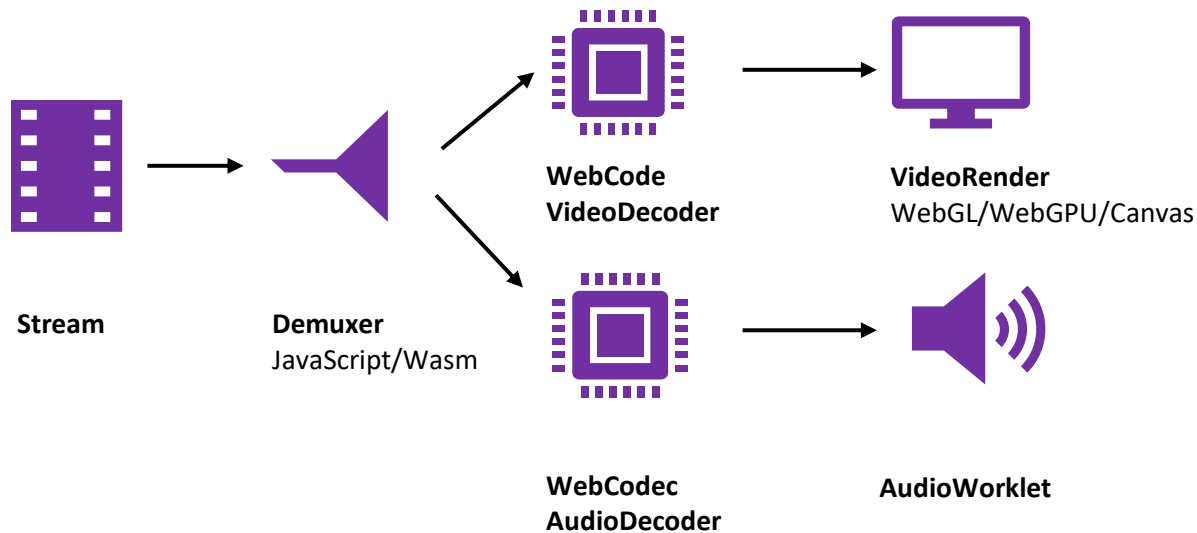 WebCode
VideoDecoder
VideoRender
WebGL/WebGPU/Canvas
Stream
Demuxer
JavaScript/Wasm
WebCodec
AudioDecoder
AudioWorklet